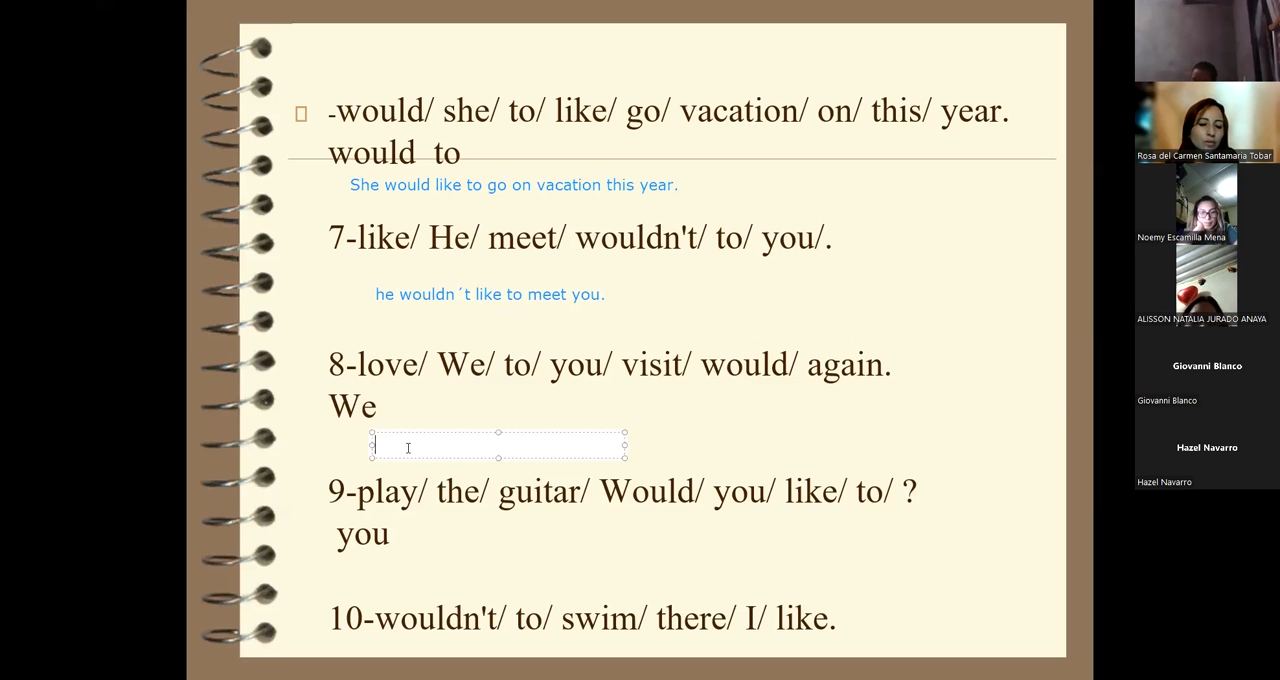 -would/ she/ to/ like/ go/ vacation/ on/ this/ year.
would to
She would like to go on vacation this year.
7-like/ He/ meet/ wouldn't/ to/ you/.
he wouldn´t like to meet you.
8-love/ We/ to/ you/ visit/ would/ again.
We
9-play/ the/ guitar/ Would/ you/ like/ to/ ?
you
10-wouldn't/ to/ swim/ there/ I/ like.
Rosa del Carmen Santamaria Tobar
Noemy Escamilla Mena
ALISSON NATALIA JURADO ANAYA
Giovanni Blanco
Giovanni Blanco
Hazel Navarro
Hazel Navarro